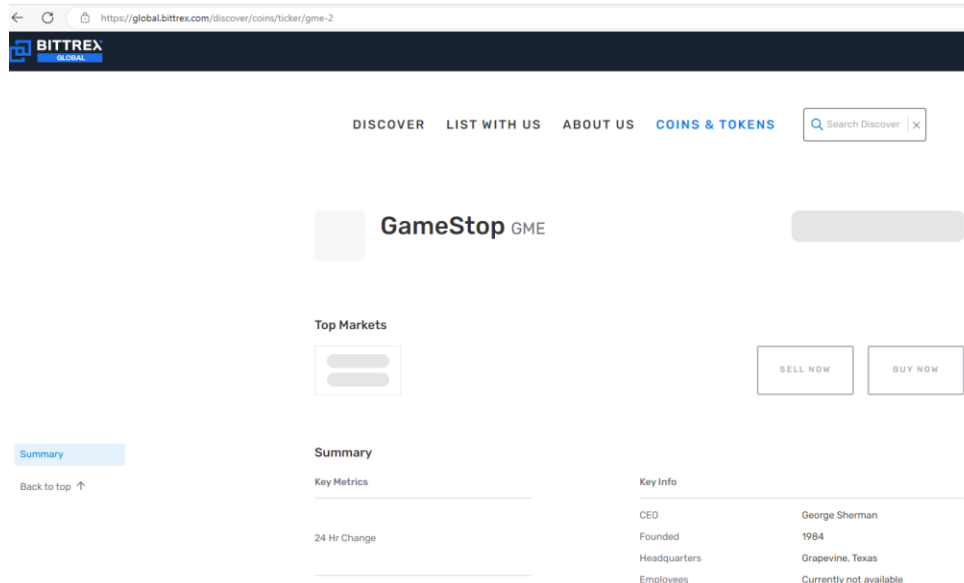 https://global.bittrex.com/discover/coins/ticker/gme-2
BITTREX
GLOBAL
DISCOVER LIST WITH US ABOUT US COINS & TOKENS Search Discover
GameStop GME
Top Markets
SELL NOW BUY NOW
Summary
Back to top ↑
Summary
Key Metrics
24 Hr Change
Key Info
CEO George Sherman
Founded 1984
Headquarters Grapevine, Texas
Employees Currently not available